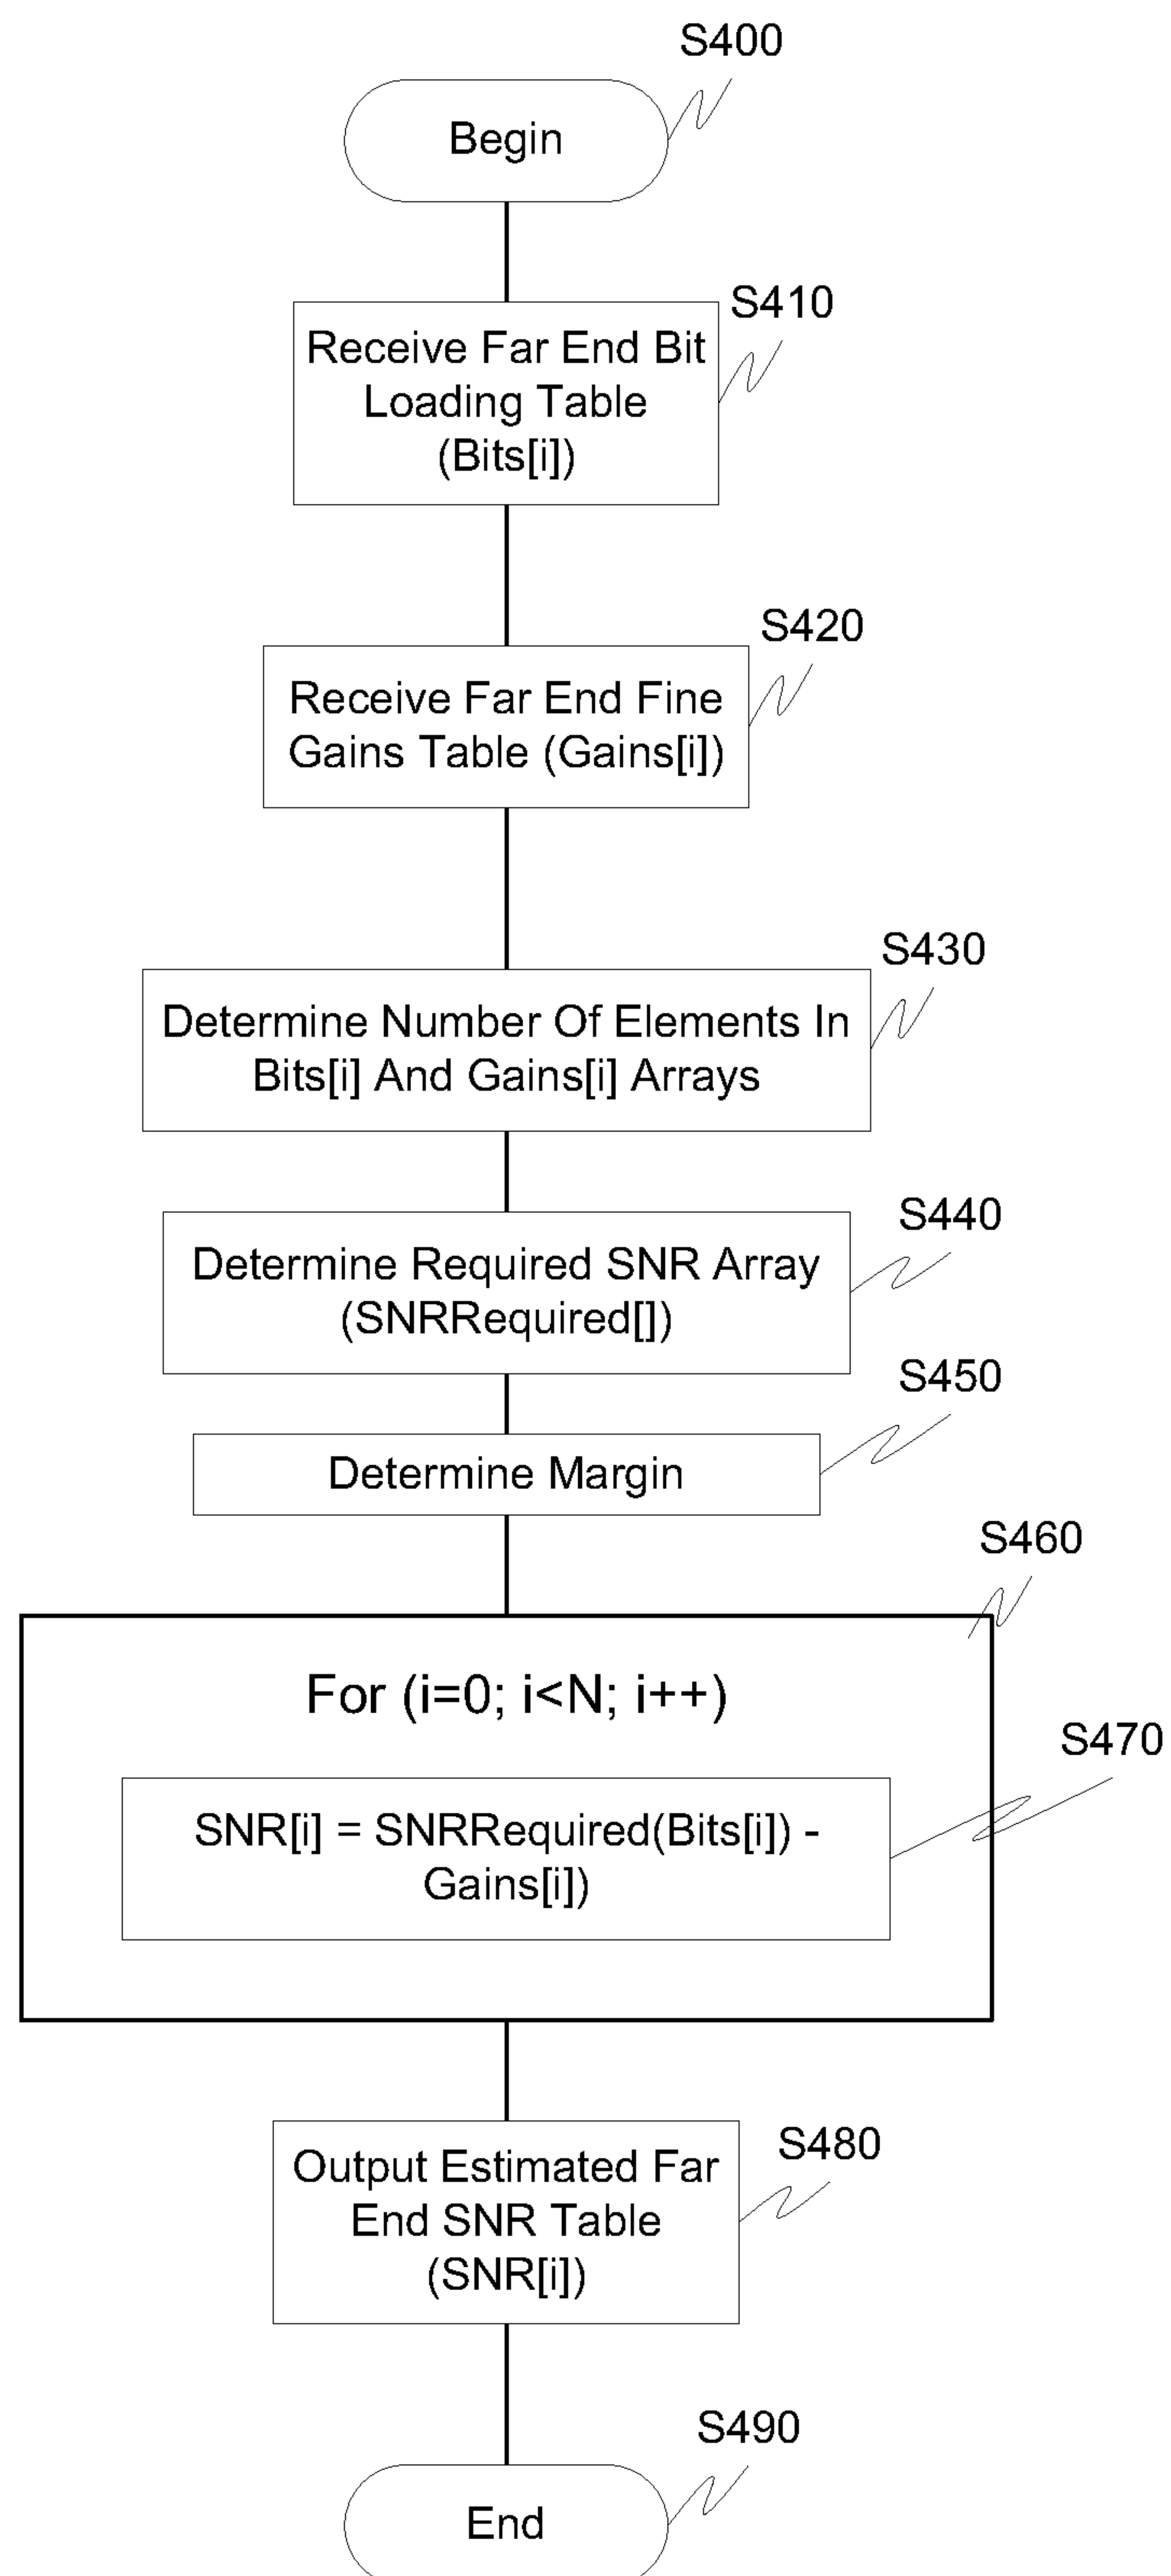 S400
Begin
S410
Receive Far End Bit
Loading Table
(Bits[i])
S420
Receive Far End Fine
Gains Table (Gains[i])
S430
Determine Number Of Elements In
Bits[i] And Gains[i] Arrays
S440
Determine Required SNR Array
(SNRRequired[])
S450
Determine Margin
S460
For (i=0; i<N; i++)
S470
SNR[i] = SNRRequired(Bits[i]) -
Gains[i])
S480
Output Estimated Far
End SNR Table
(SNR[i])
S490
End